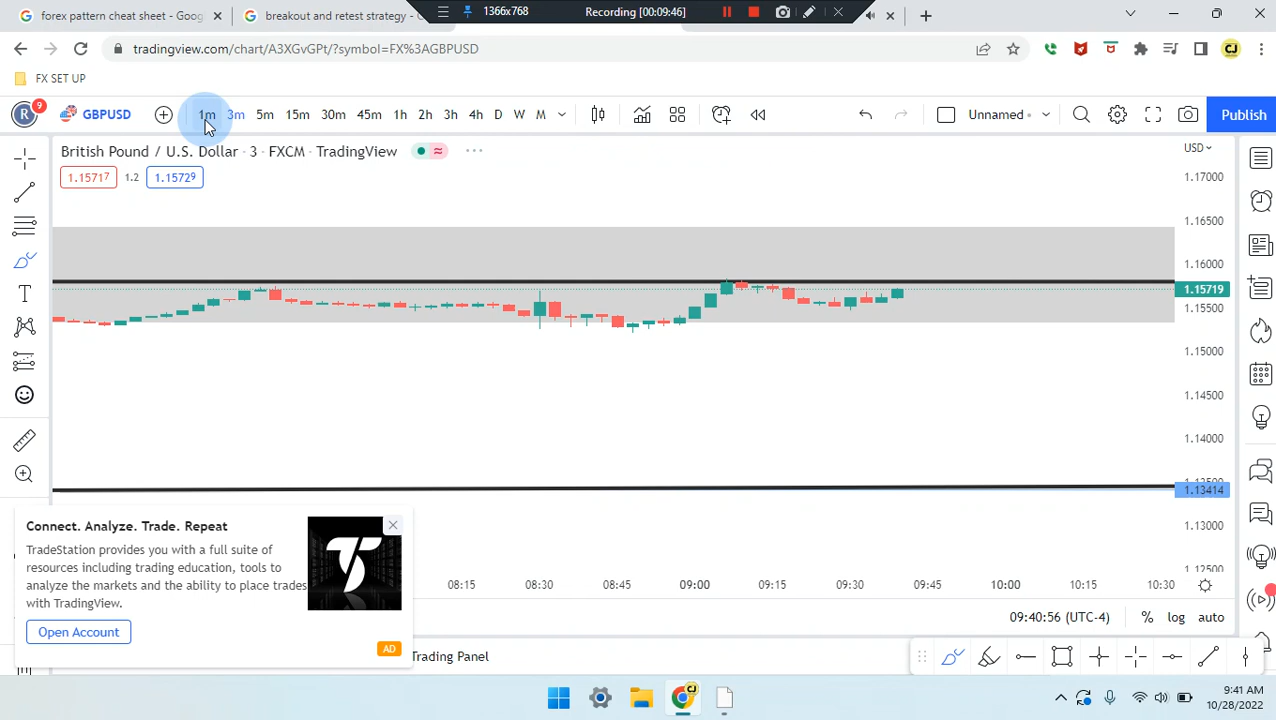 forex pattern cheat sheet - Goog
breakout and retest strategy - G
1366x768
Recording [00:09:46]
tradingview.com/chart/A3XGvGPt/?symbol=FX%3AGBPUSD
CJ
FX SET UP
R
9
GBPUSD
1m 3m 5m 15m 30m 45m 1h 2h 3h 4h D W M
Unnamed
Publish
British Pound / U.S. Dollar · 3 · FXCM · TradingView
USD
1.15717 1.2 1.15729
1.17000
1.16500
1.16000
1.15719
1.15500
1.15000
1.14500
1.14000
1.13414
1.13000
1.12500
Connect. Analyze. Trade. Repeat
TradeStation provides you with a full suite of
resources including trading education, tools to
analyze the markets and the ability to place trades
with TradingView.
Open Account
AD
08:15 08:30 08:45 09:00 09:15 09:30 09:45 10:00 10:15 10:30
09:40:56 (UTC-4) % log auto
Trading Panel
9:41 AM
10/28/2022